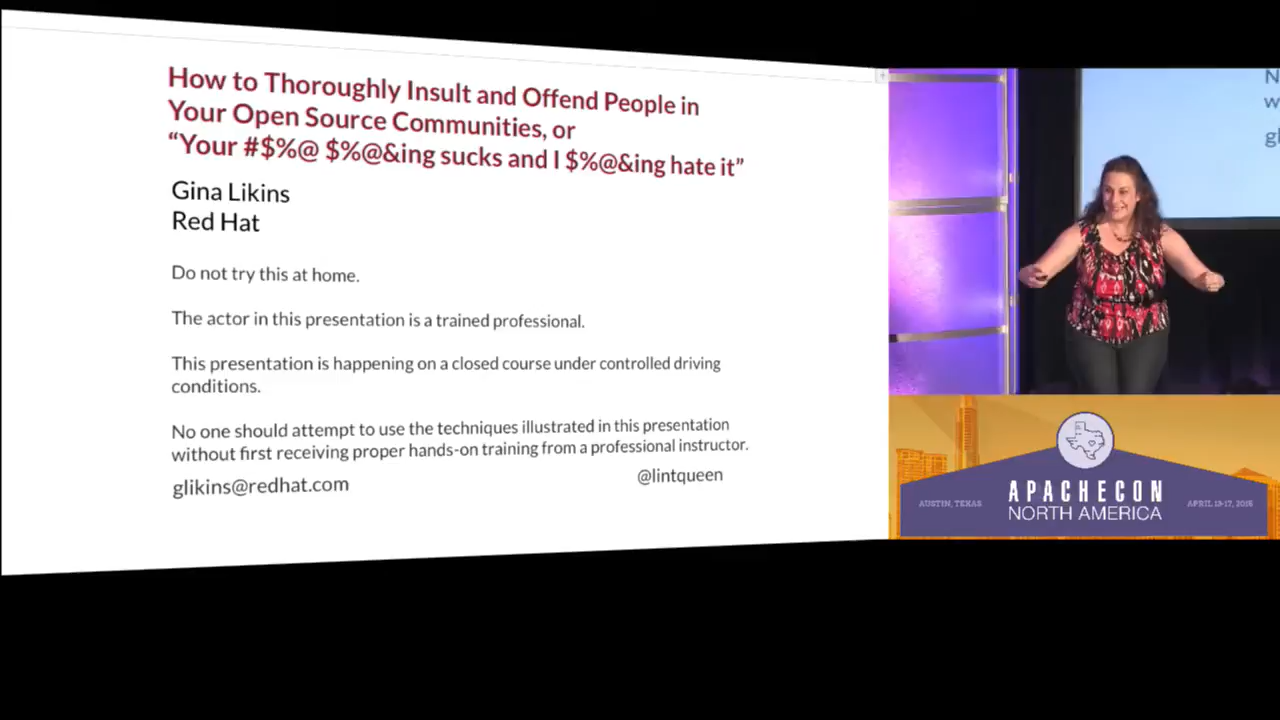 How to Thoroughly Insult and Offend People in
Your Open Source Communities, or
“Your #$%@ $%@&ing sucks and I $%@&ing hate it”
Gina Likins
Red Hat
Do not try this at home.
The actor in this presentation is a trained professional.
This presentation is happening on a closed course under controlled driving
conditions.
No one should attempt to use the techniques illustrated in this presentation
without first receiving proper hands-on training from a professional instructor.
glikins@redhat.com
@lintqueen
N
w
gl
APACHECON
NORTH AMERICA
AUSTIN, TEXAS
APRIL 13-17, 2015